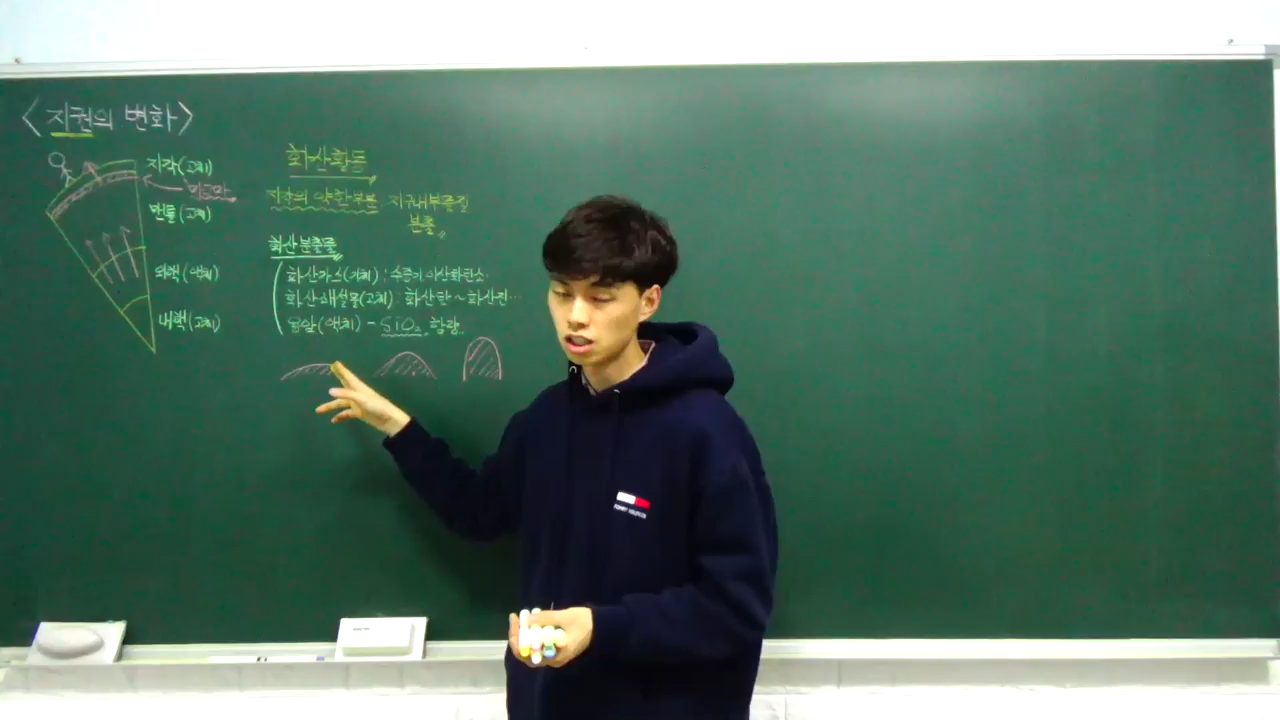 <지권의 변화>
지각(고체)
맨틀(고체)
외핵(액체)
내핵(고체)
화산활동
지각의 약한부분 지구내부물질
분출
화산분출물
화산가스(기체) : 수증기 이산화탄소
화산쇄설물(고체) : 화산탄 ~ 화산진…
용암(액체) - SiO₂ 함량
TOMMY HILFIGER